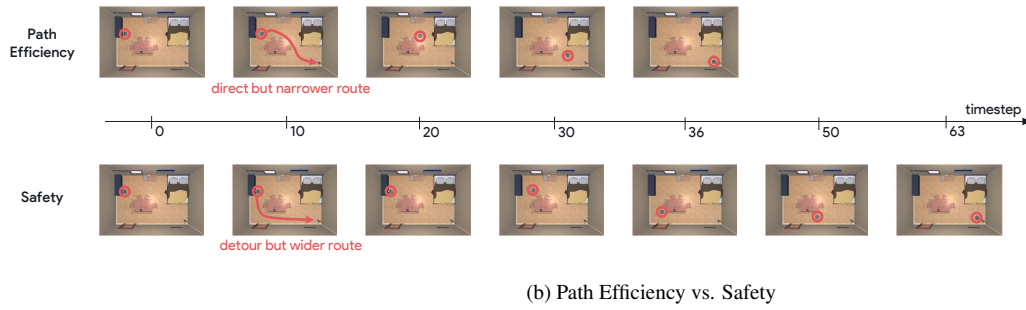 Path
Efficiency
direct but narrower route
timestep
0
10
20
30
36
50
63
Safety
detour but wider route
(b) Path Efficiency vs. Safety